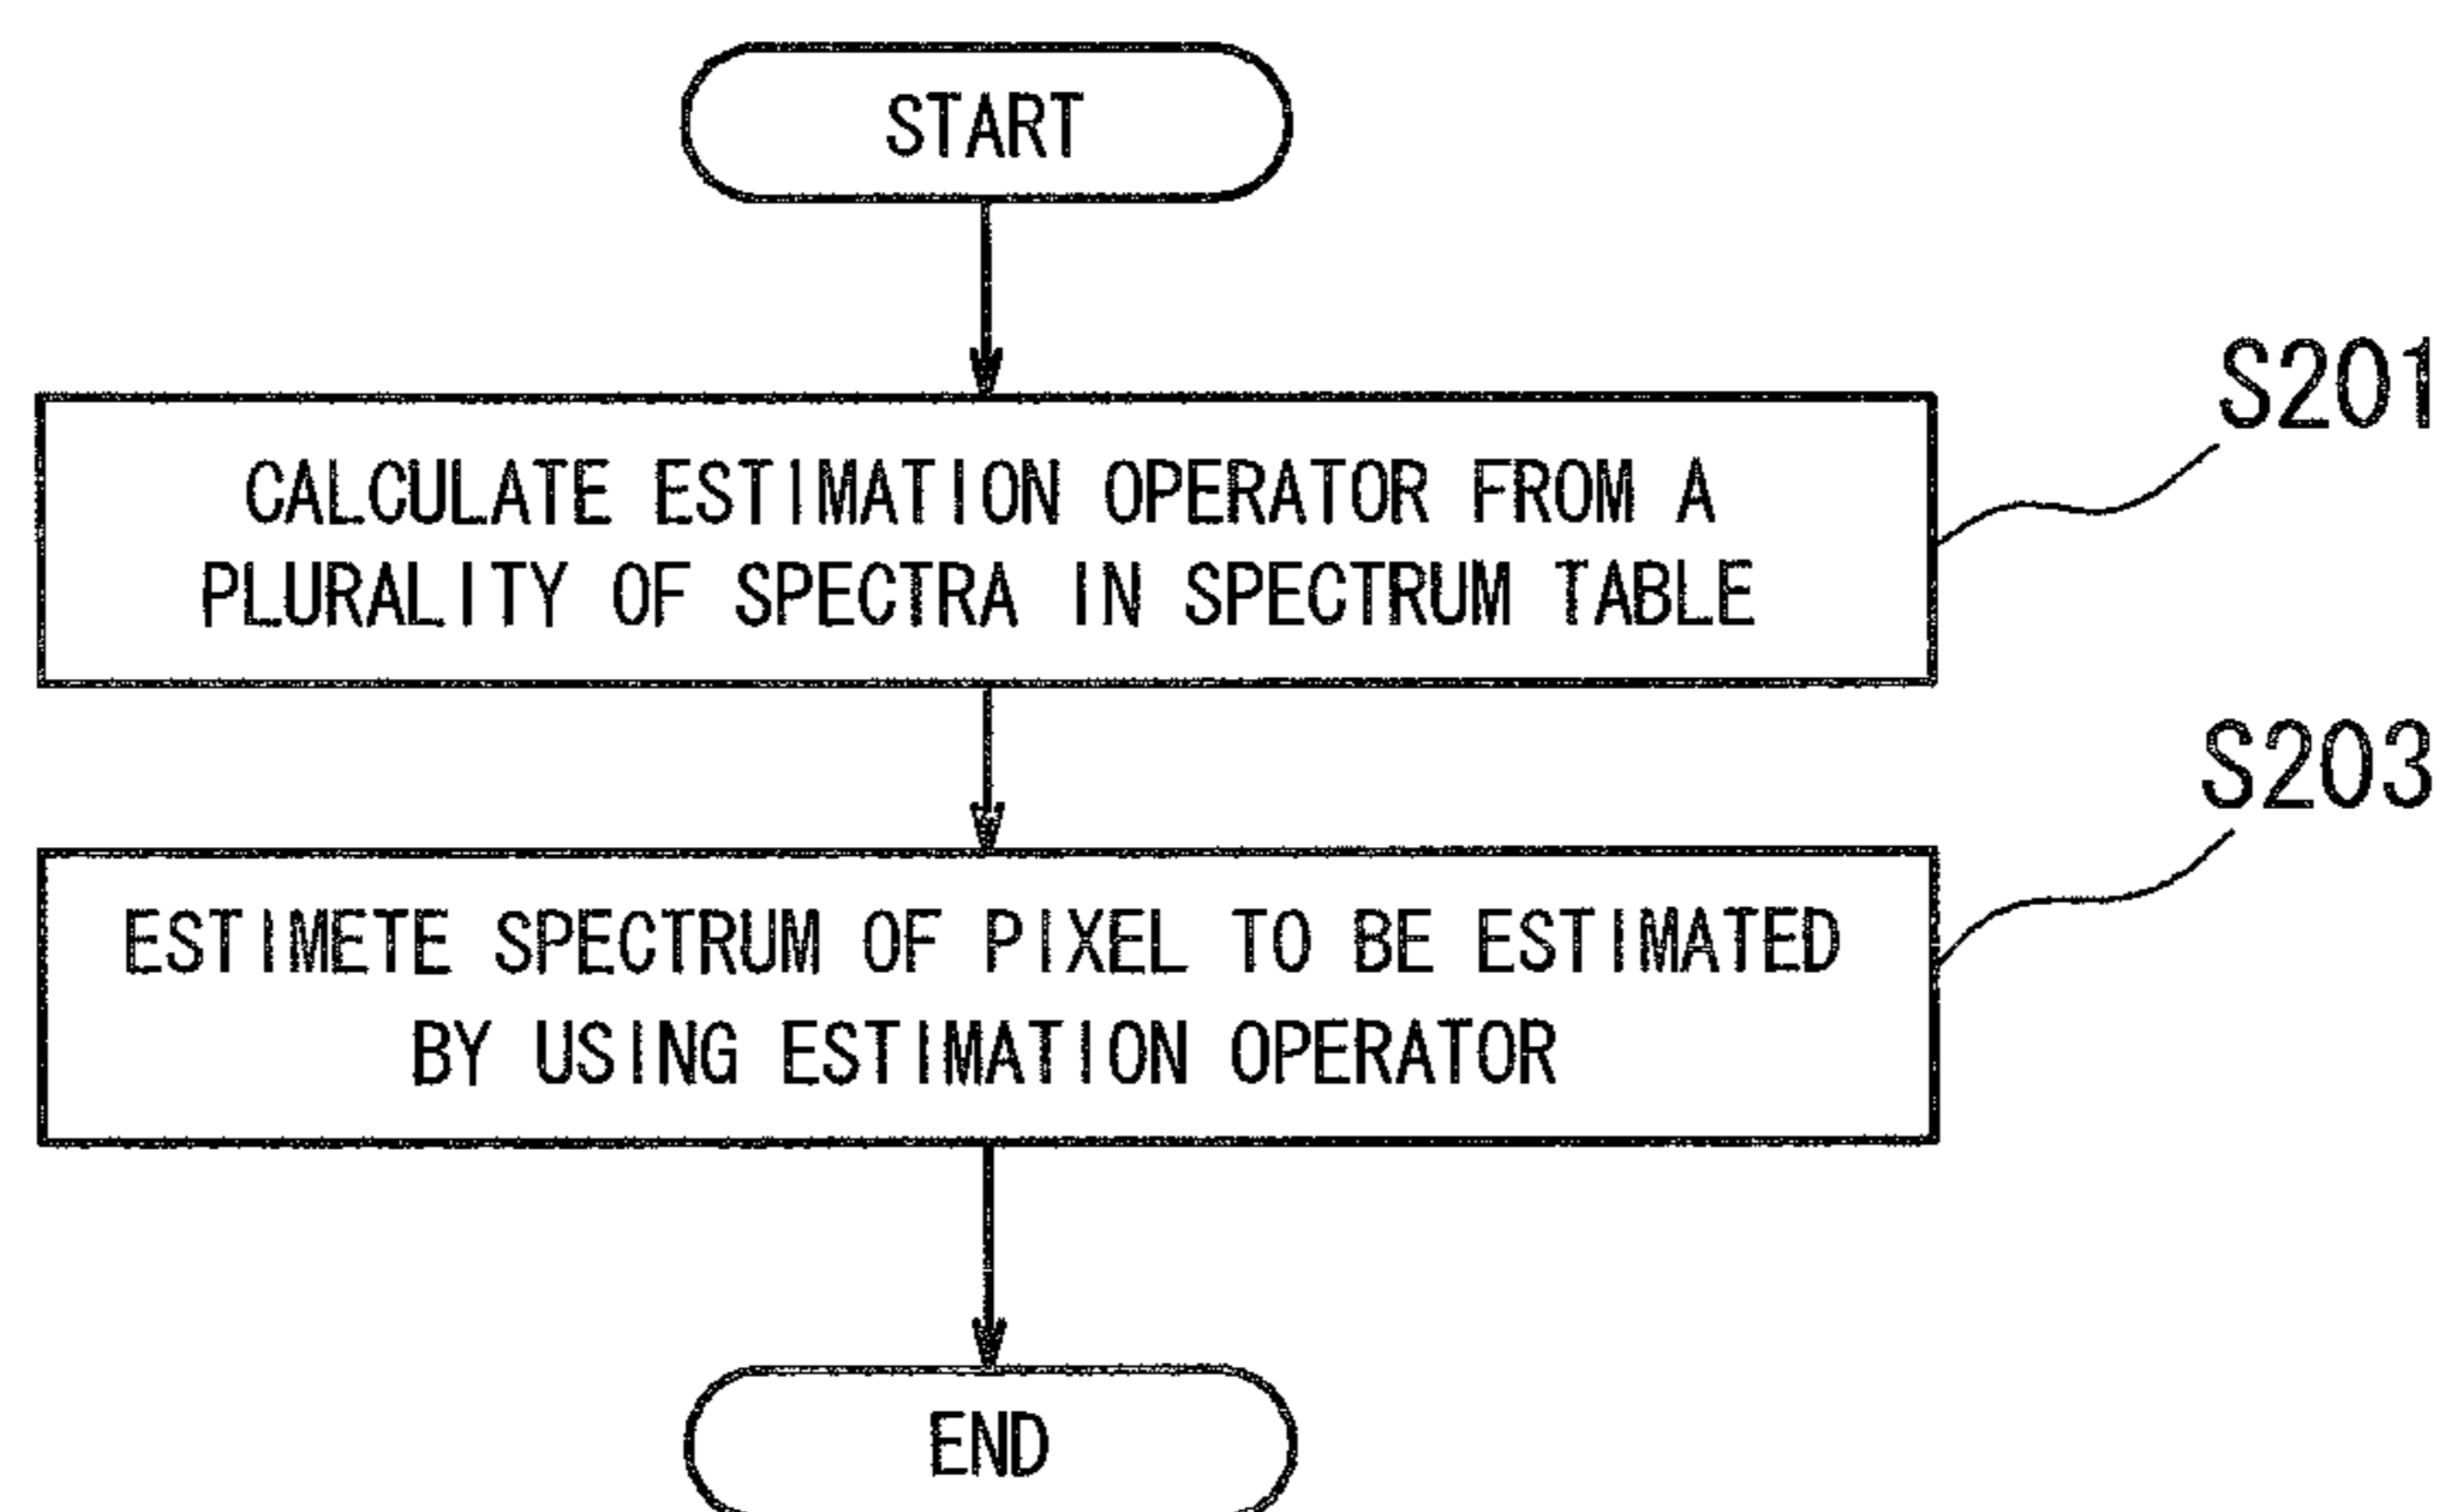 START
S201
CALCULATE ESTIMATION OPERATOR FROM A
PLURALITY OF SPECTRA IN SPECTRUM TABLE
S203
ESTIMETE SPECTRUM OF PIXEL TO BE ESTIMATED
BY USING ESTIMATION OPERATOR
END